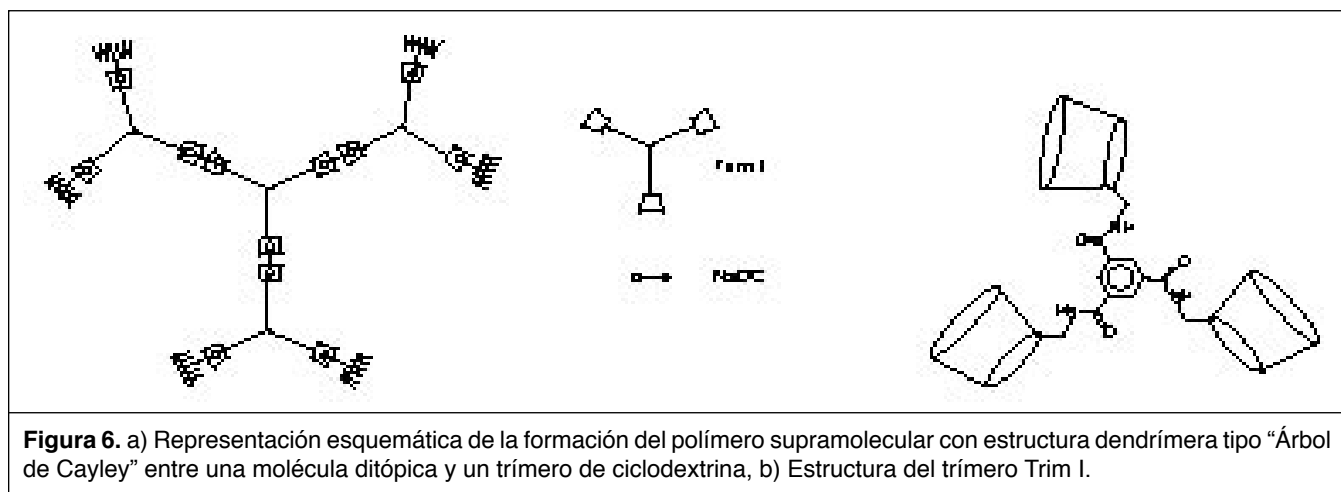 NaDC
O
O
O
Figura 6. a) Representación esquemática de la formación del polímero supramolecular con estructura dendrímera tipo “Árbol
de Cayley” entre una molécula ditópica y un trímero de ciclodextrina, b) Estructura del trímero Trim I.